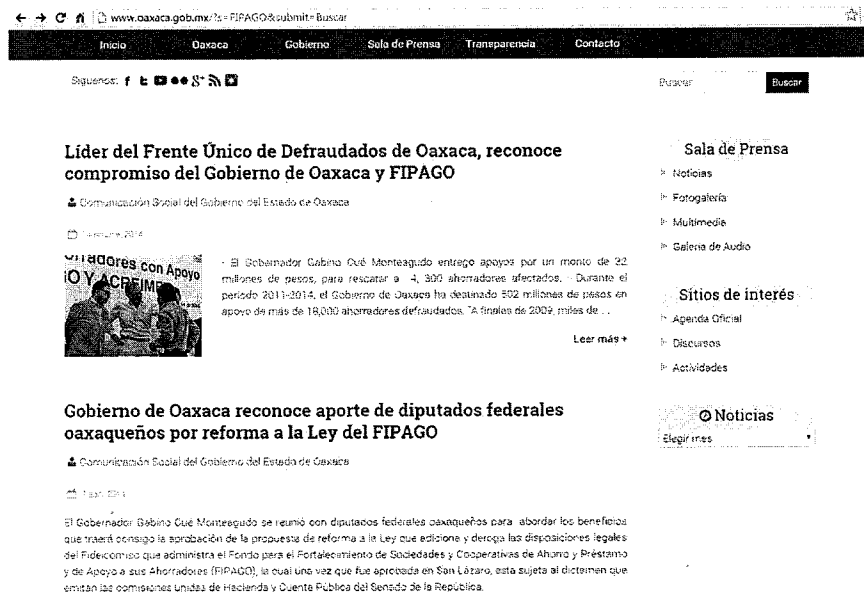 www.oaxaca.gob.mx/?s=FIPAGO&submit=Buscar
Inicio Oaxaca Gobierno Sala de Prensa Transparencia Contacto
Síguenos:
Buscar Buscar
Líder del Frente Único de Defraudados de Oaxaca, reconoce
compromiso del Gobierno de Oaxaca y FIPAGO
Comunicación Social del Gobierno del Estado de Oaxaca
2014
con Apoyo
O Y ACREIME
- El Gobernador Gabino Cué Monteagudo entregó apoyos por un monto de 22
millones de pesos, para rescatar a 4, 300 ahorradores afectados. - Durante el
periodo 2011-2014, el Gobierno de Oaxaca ha destinado 502 millones de pesos en
apoyo de más de 18,000 ahorradores defraudados. "A finales de 2009, miles de ...
Leer más +
Gobierno de Oaxaca reconoce aporte de diputados federales
oaxaqueños por reforma a la Ley del FIPAGO
Comunicación Social del Gobierno del Estado de Oaxaca
El Gobernador Gabino Cué Monteagudo se reunió con diputados federales oaxaqueños para abordar los beneficios
que traerá consigo la aprobación de la propuesta de reforma a la Ley que adiciona y deroga las disposiciones legales
del Fideicomiso que administra el Fondo para el Fortalecimiento de Sociedades y Cooperativas de Ahorro y Préstamo
y de Apoyo a sus Ahorradores (FIPAGO), la cual una vez que fue aprobada en San Lázaro, esta sujeta al dictamen que
emitan las comisiones unidas de Hacienda y Cuenta Pública del Senado de la República.
Sala de Prensa
Noticias
Fotogalería
Multimedia
Galeria de Audio
Sitios de interés
Agenda Oficial
Discursos
Actividades
Noticias
Elegir mes